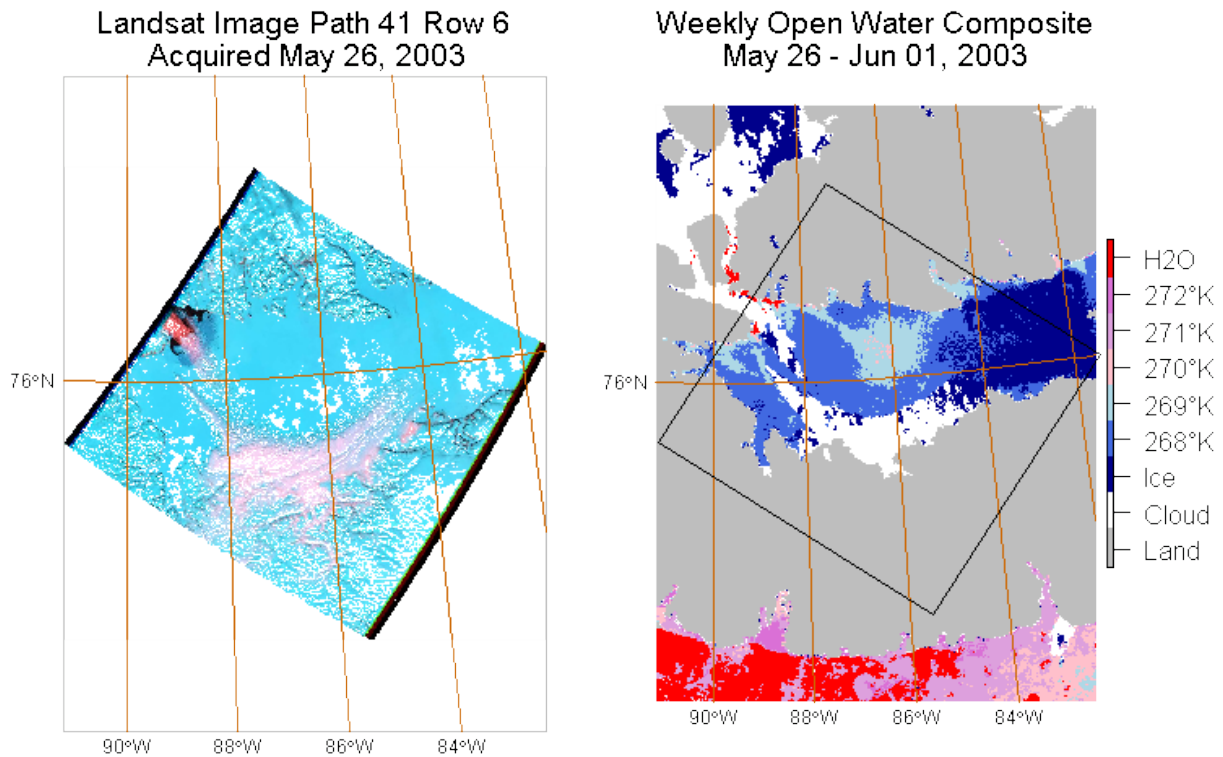 Landsat Image Path 41 Row 6
Acquired May 26, 2003
76°N
90°W
88°W
86°W
84°W
Weekly Open Water Composite
May 26 - Jun 01, 2003
76°N
90°W
88°W
86°W
84°W
H2O
272°K
271°K
270°K
269°K
268°K
Ice
Cloud
Land